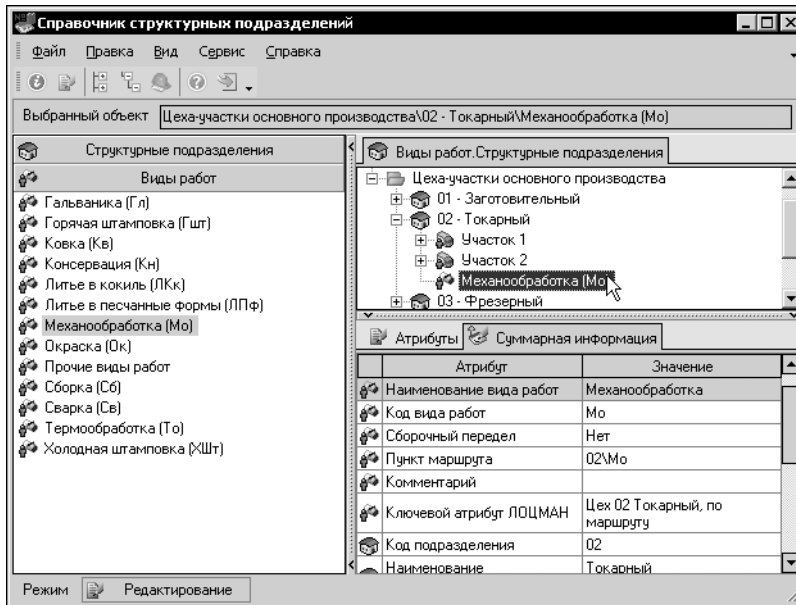 Справочник структурных подразделений
Файл Правка Вид Сервис Справка
Выбранный объект Цеха-участки основного производства\02 - Токарный\Механообработка (Мо)
Структурные подразделения
Виды работ
Гальваника (Гл)
Горячая штамповка (Гшт)
Ковка (Кв)
Консервация (Кн)
Литье в кокиль (ЛКк)
Литье в песчанные формы (ЛПф)
Механообработка (Мо)
Окраска (Ок)
Прочие виды работ
Сборка (Сб)
Сварка (Св)
Термообработка (То)
Холодная штамповка (ХШт)
Виды работ.Структурные подразделения
Цеха-участки основного производства
01 - Заготовительный
02 - Токарный
Участок 1
Участок 2
Механообработка (Мо)
03 - Фрезерный
Атрибуты Суммарная информация
Атрибут Значение
Наименование вида работ Механообработка
Код вида работ Мо
Сборочный передел Нет
Пункт маршрута 02\Мо
Комментарий
Ключевой атрибут ЛОЦМАН Цех 02 Токарный, по
маршруту
Код подразделения 02
Наименование Токарный
Режим Редактирование